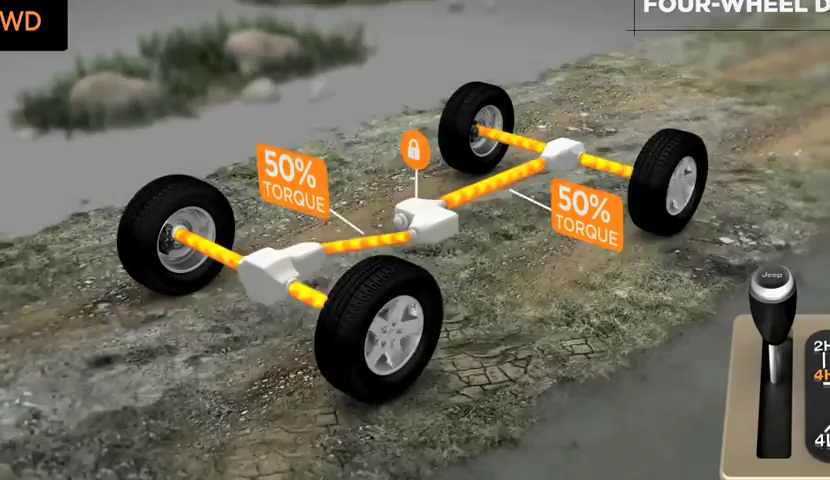 WD
FOUR-WHEEL D
50%
TORQUE
50%
TORQUE
Jeep
2H
4H
4L